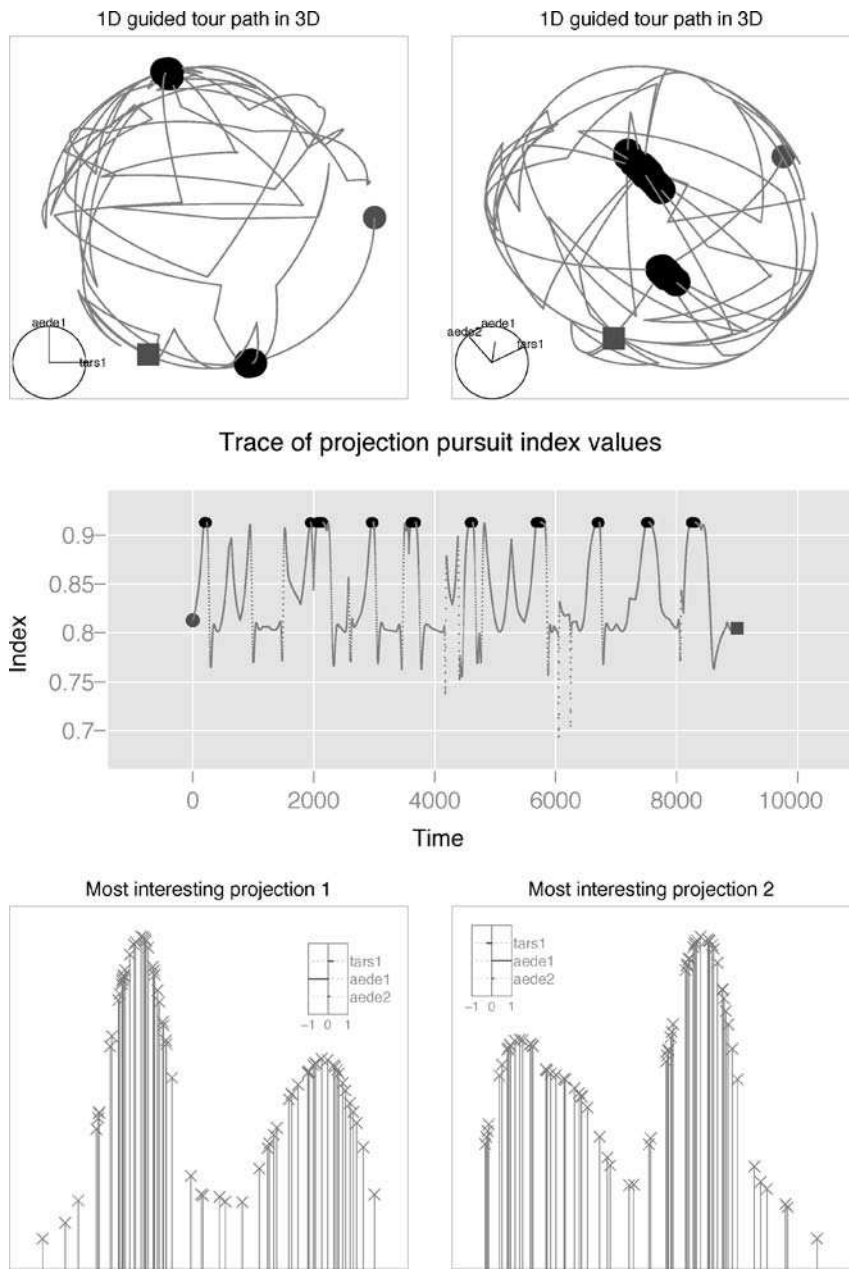 1D guided tour path in 3D
1D guided tour path in 3D
aede1
tars1
aede2
aede1
tars1
Trace of projection pursuit index values
Index
0.9
0.85
0.8
0.75
0.7
0
2000
4000
6000
8000
10000
Time
Most interesting projection 1
Most interesting projection 2
tars1
aede1
aede2
-1 0 1
tars1
aede1
aede2
-1 0 1